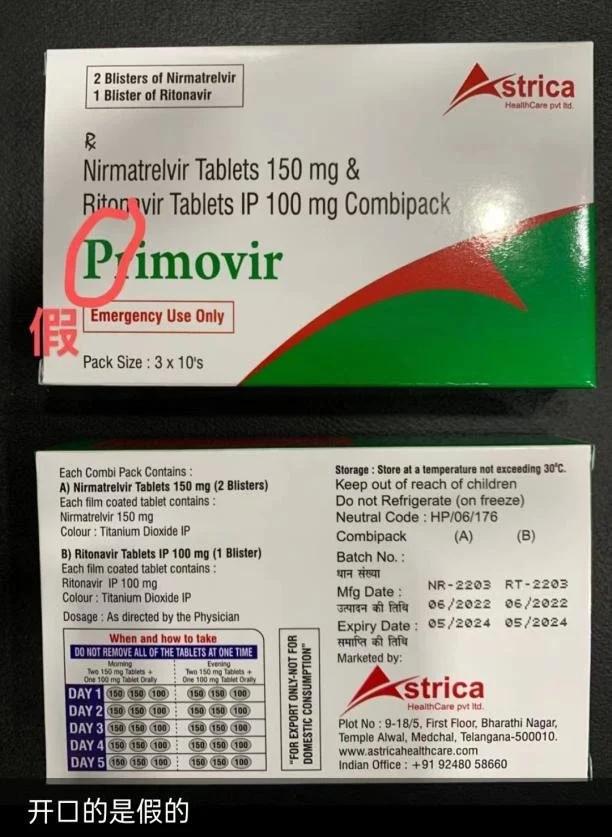 2 Blisters of Nirmatrelvir
1 Blister of Ritonavir
Astrica
HealthCare pvt ltd.
Rx
Nirmatrelvir Tablets 150 mg &
Ritonavir Tablets IP 100 mg Combipack
Primovir
假
Emergency Use Only
Pack Size : 3 x 10's
Each Combi Pack Contains :
A) Nirmatrelvir Tablets 150 mg (2 Blisters)
Each film coated tablet contains :
Nirmatrelvir 150 mg
Colour : Titanium Dioxide IP
B) Ritonavir Tablets IP 100 mg (1 Blister)
Each film coated tablet contains :
Ritonavir IP 100 mg
Colour : Titanium Dioxide IP
Dosage : As directed by the Physician
When and how to take
DO NOT REMOVE ALL OF THE TABLETS AT ONE TIME
Morning Evening
Two 150 mg Tablets + Two 150 mg Tablets +
One 100 mg Tablet Orally One 100 mg Tablet Orally
DAY 1 150 150 100 150 150 100
DAY 2 150 150 100 150 150 100
DAY 3 150 150 100 150 150 100
DAY 4 150 150 100 150 150 100
DAY 5 150 150 100 150 150 100
"FOR EXPORT ONLY-NOT FOR
DOMESTIC CONSUMPTION"
Storage : Store at a temperature not exceeding 30°C.
Keep out of reach of children
Do not Refrigerate (on freeze)
Neutral Code : HP/06/176
Combipack (A) (B)
Batch No. :
थान संख्या
NR-2203 RT-2203
Mfg Date :
उत्पादन की तिथि
06/2022 06/2022
Expiry Date : 05/2024 05/2024
समाप्ति की तिथि
Marketed by:
Astrica
HealthCare pvt ltd.
Plot No : 9-18/5, First Floor, Bharathi Nagar,
Temple Alwal, Medchal, Telangana-500010.
www.astricahealthcare.com
Indian Office : +91 92480 58660
开口的是假的